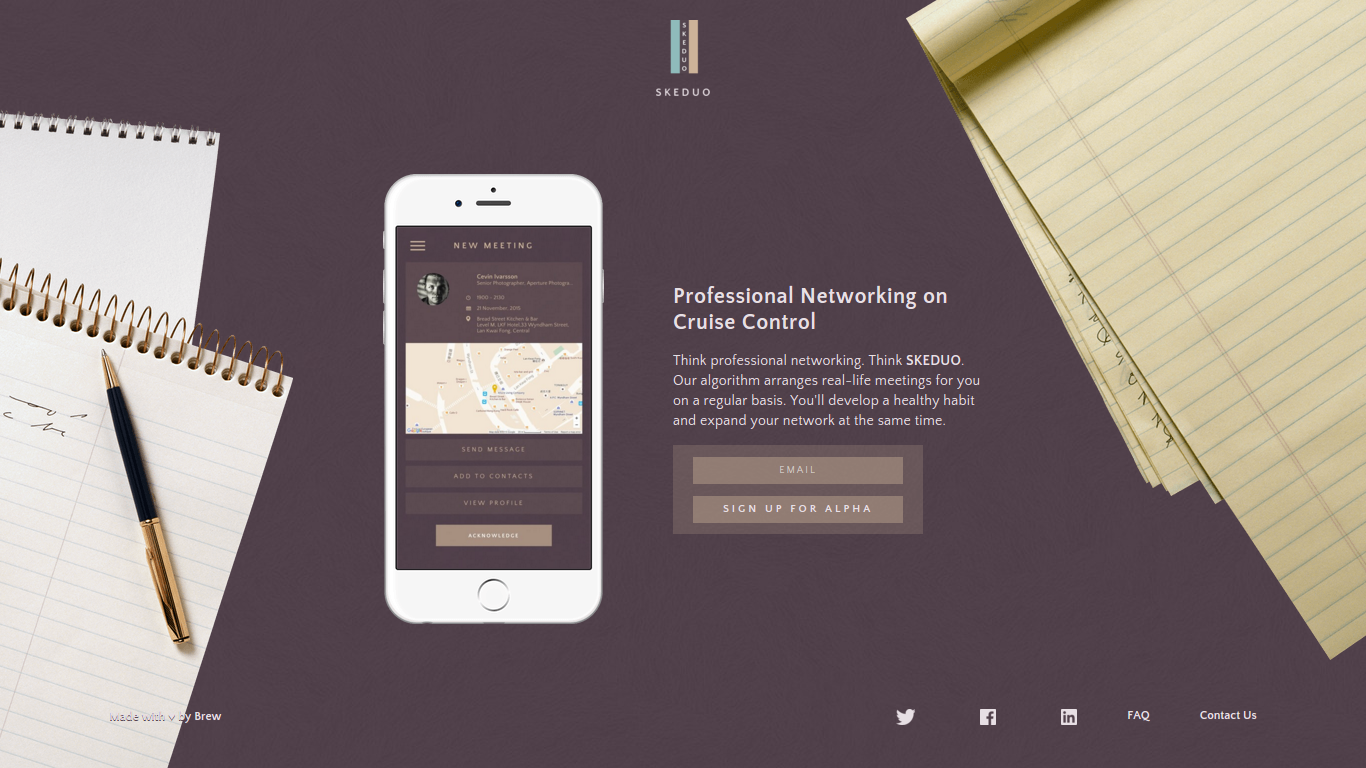 SKEDUO
SKEDUO
NEW MEETING
Cevin Ivarsson
Senior Photographer, Aperture Photogra..
1900 - 2010
21 November, 2015
Bread Street Kitchen & Bar
Level M, LKF Hotel,33 Wyndham Street,
Lan Kwai Fong, Central
SEND MESSAGE
ADD TO CONTACTS
VIEW PROFILE
ACKNOWLEDGE
Professional Networking on
Cruise Control
Think professional networking. Think SKEDUO.
Our algorithm arranges real-life meetings for you
on a regular basis. You'll develop a healthy habit
and expand your network at the same time.
EMAIL
SIGN UP FOR ALPHA
Made with ♥ by Brew
FAQ
Contact Us